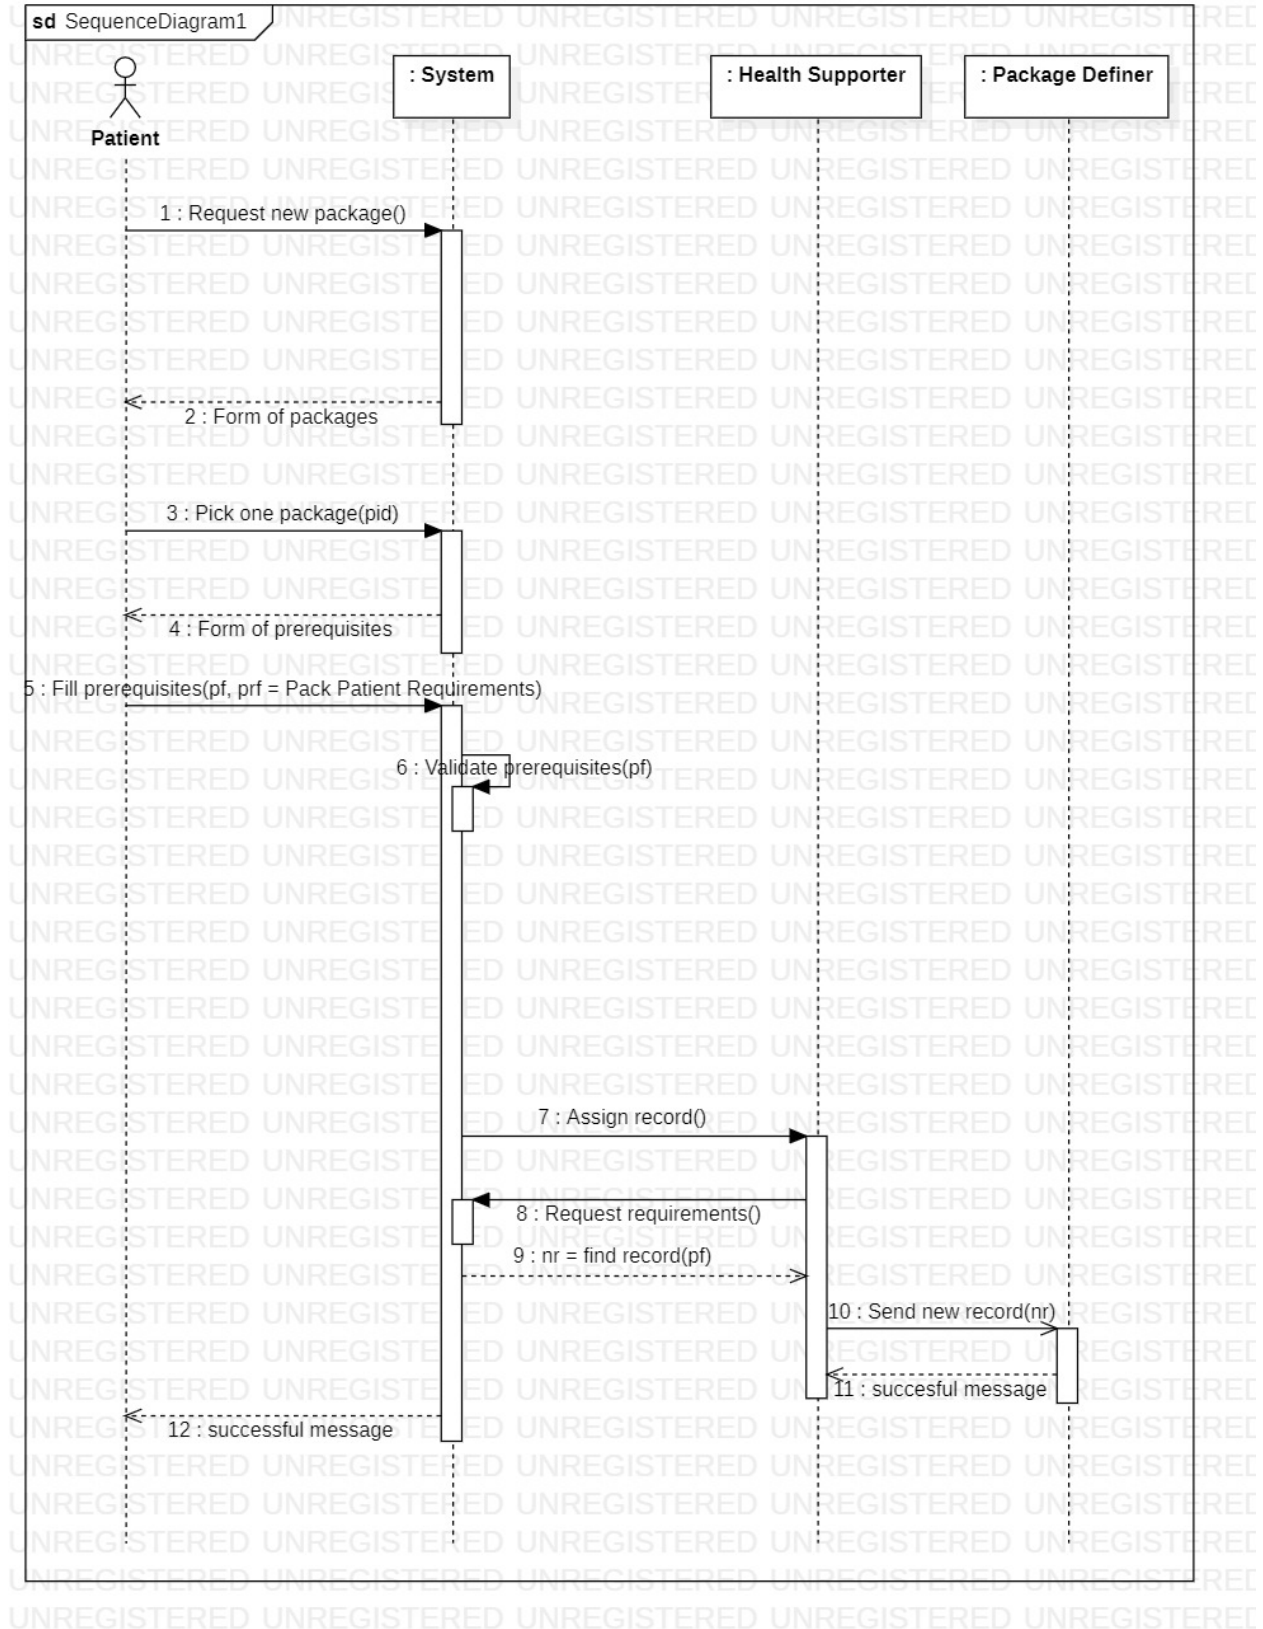 sd SequenceDiagram1
Patient
: System
: Health Supporter
: Package Definer
1 : Request new package()
2 : Form of packages
3 : Pick one package(pid)
4 : Form of prerequisites
5 : Fill prerequisites(pf, prf = Pack Patient Requirements)
6 : Validate prerequisites(pf)
7 : Assign record()
8 : Request requirements()
9 : nr = find record(pf)
10 : Send new record(nr)
11 : succesful message
12 : successful message
UNREGISTERED